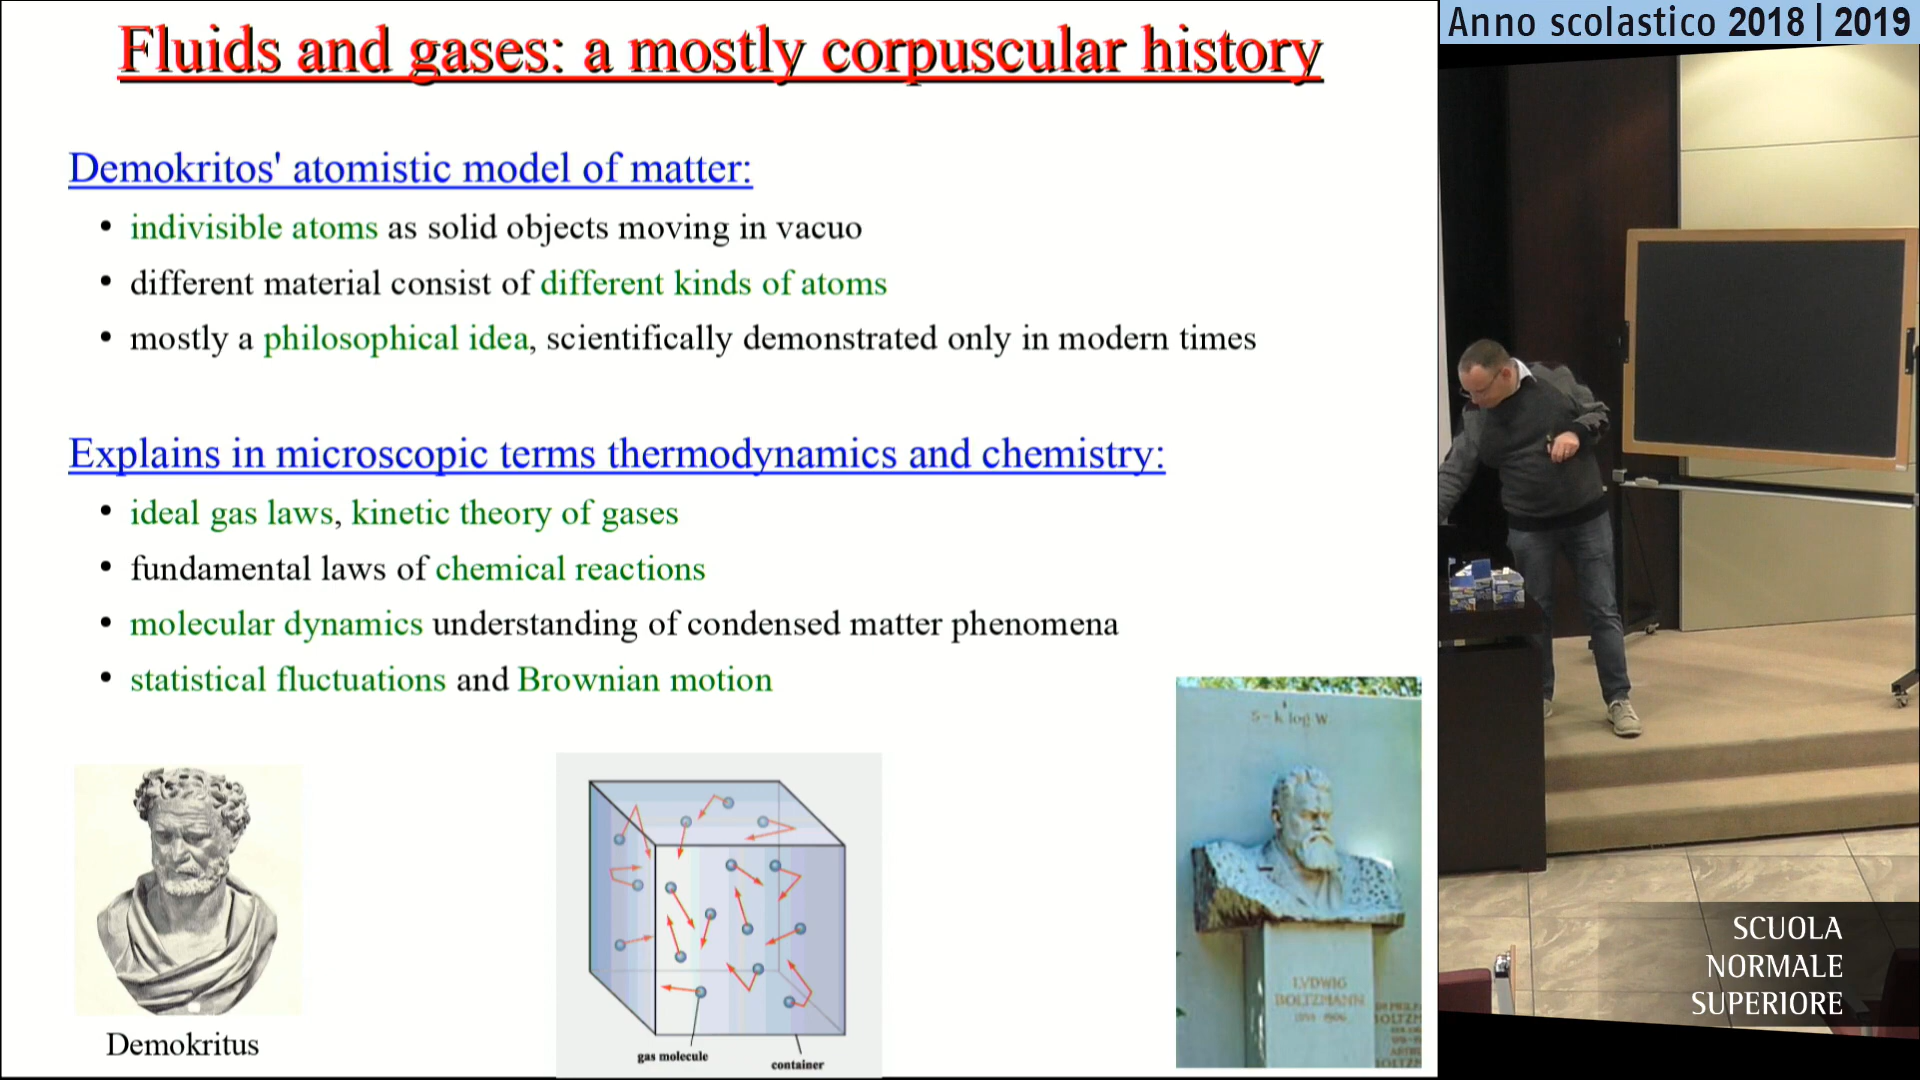 Fluids and gases: a mostly corpuscular history
Demokritos' atomistic model of matter:
• indivisible atoms as solid objects moving in vacuo
• different material consist of different kinds of atoms
• mostly a philosophical idea, scientifically demonstrated only in modern times
Explains in microscopic terms thermodynamics and chemistry:
• ideal gas laws, kinetic theory of gases
• fundamental laws of chemical reactions
• molecular dynamics understanding of condensed matter phenomena
• statistical fluctuations and Brownian motion
Demokritus
gas molecule
container
S = k log W
LVDWIG
BOLTZMANN
Anno scolastico 2018 | 2019
SCUOLA
NORMALE
SUPERIORE